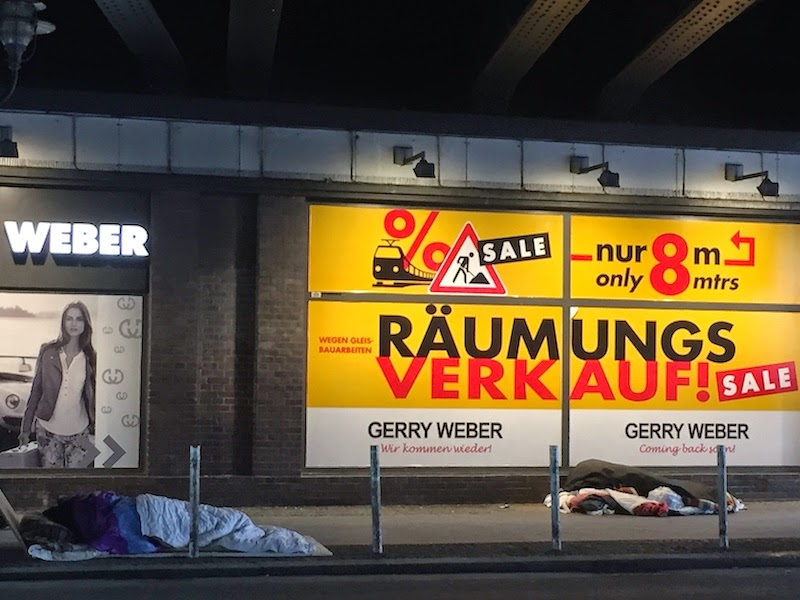 WEBER
%
SALE
nur 8 m
only mtrs
WEGEN GLEIS-
BAUARBEITEN
RÄUMUNGS
VERKAUF! SALE
GERRY WEBER
Wir kommen wieder!
GERRY WEBER
Coming back soon!